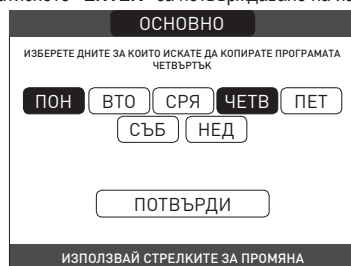 ОСНОВНО
ИЗБЕРЕТЕ ДНИТЕ ЗА КОИТО ИСКАТЕ ДА КОПИРАТЕ ПРОГРАМАТА
ЧЕТВЪРТЪК
ПОН ВТО СРЯ ЧЕТВ ПЕТ
СЪБ НЕД
ПОТВЪРДИ
ИЗПОЛЗВАЙ СТРЕЛКИТЕ ЗА ПРОМЯНА